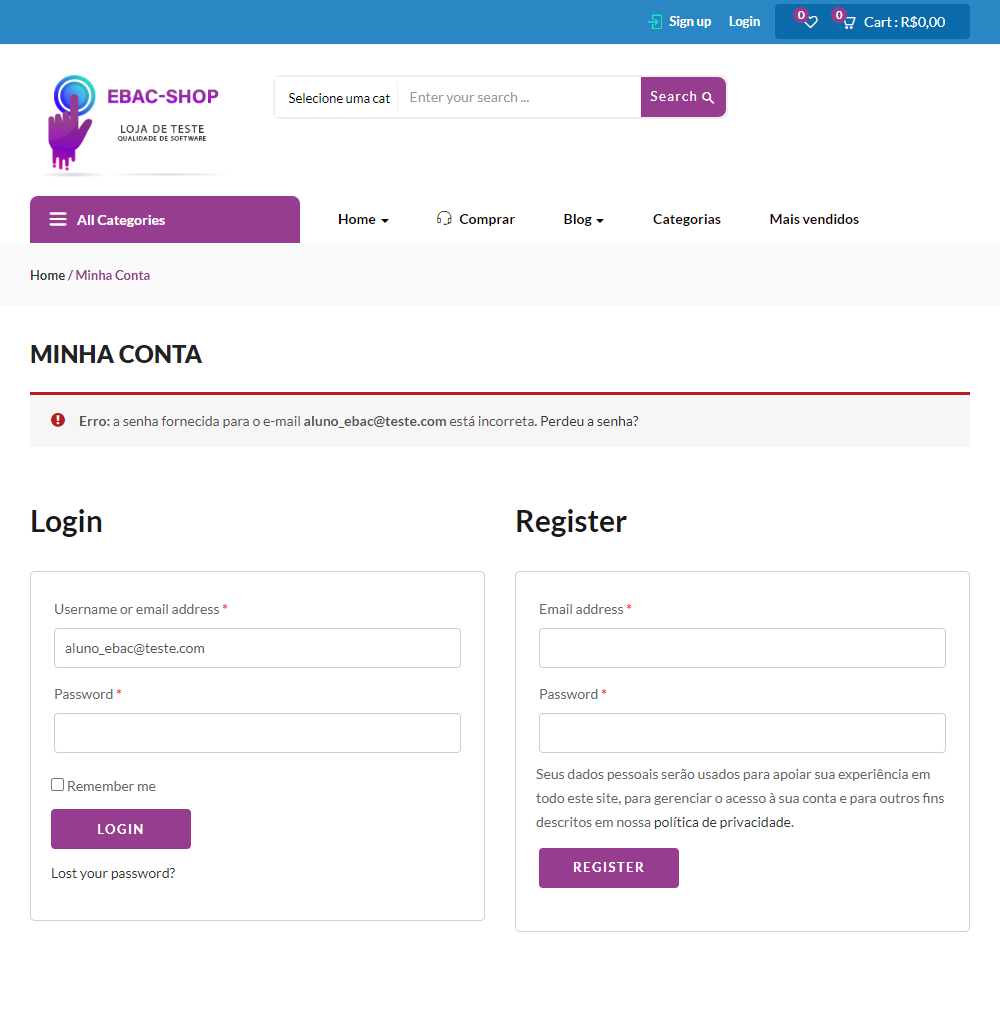 Sign up Login 0 0 Cart : R$0,00
EBAC-SHOP
LOJA DE TESTE
QUALIDADE DE SOFTWARE
Selecione uma cat Enter your search ... Search
All Categories Home Comprar Blog Categorias Mais vendidos
Home / Minha Conta
MINHA CONTA
Erro: a senha fornecida para o e-mail aluno_ebac@teste.com está incorreta. Perdeu a senha?
Login
Username or email address *
aluno_ebac@teste.com
Password *
Remember me
LOGIN
Lost your password?
Register
Email address *
Password *
Seus dados pessoais serão usados para apoiar sua experiência em
todo este site, para gerenciar o acesso à sua conta e para outros fins
descritos em nossa política de privacidade.
REGISTER